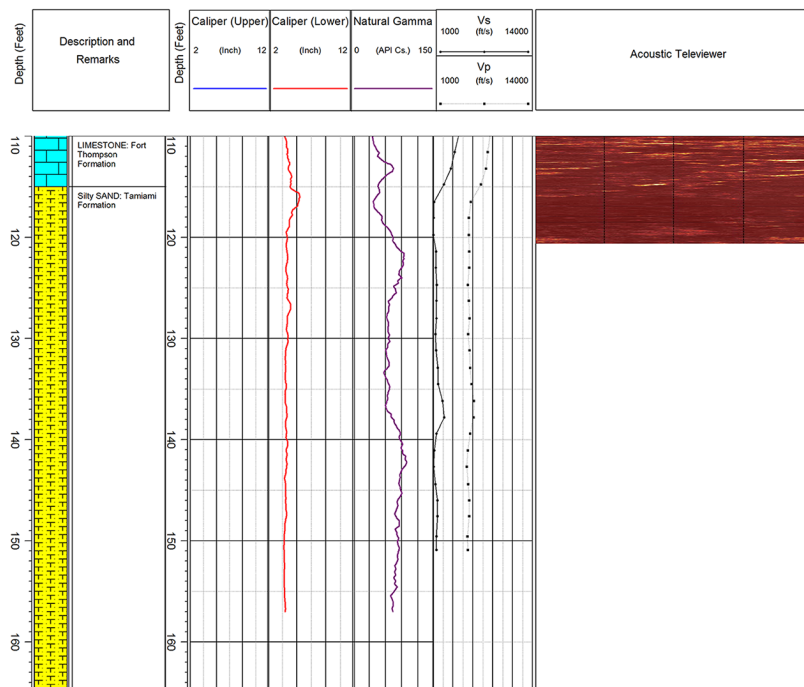 Depth (Feet)
Description and
Remarks
Depth (Feet)
Caliper (Upper)
2 (Inch) 12
Caliper (Lower)
2 (Inch) 12
Natural Gamma
0 (API Cs.) 150
Vs
1000 (ft/s) 14000
Vp
1000 (ft/s) 14000
Acoustic Televiewer
110
120
130
140
150
160
LIMESTONE: Fort
Thompson
Formation
Silty SAND: Tamiami
Formation
110
120
130
140
150
160